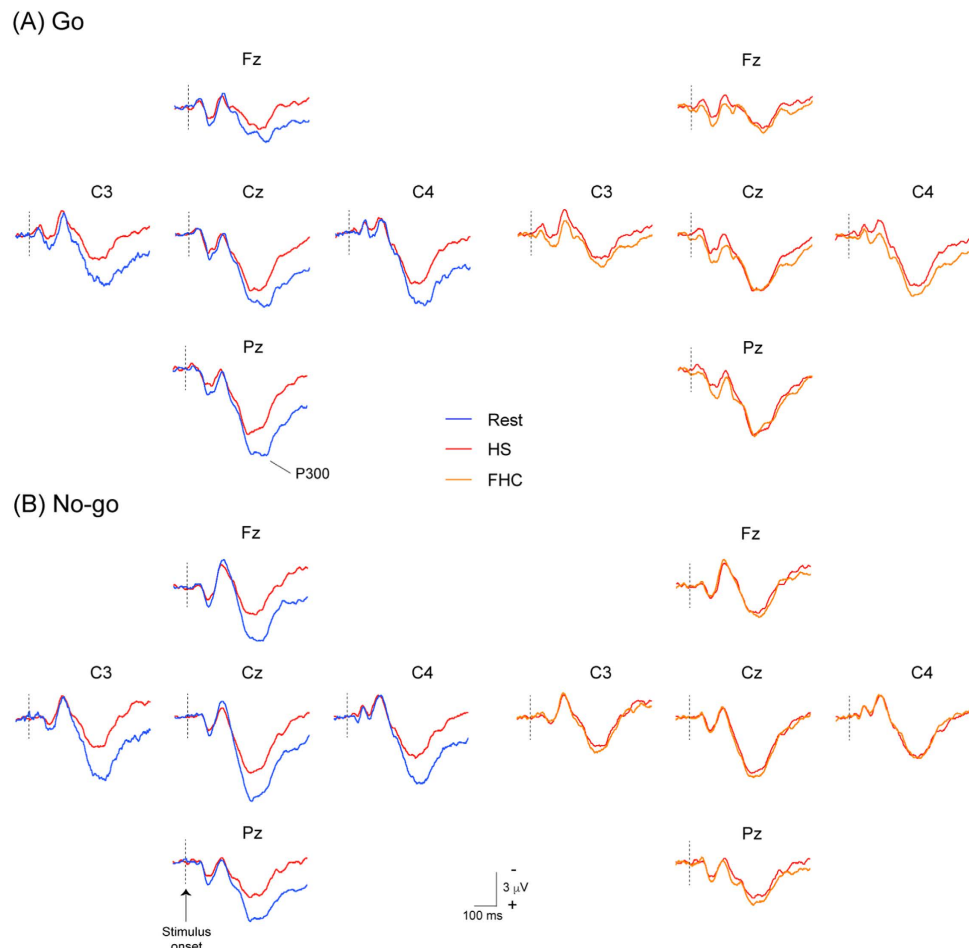 (A) Go
Fz Fz
C3 Cz C4 C3 Cz C4
Pz Pz
Rest
HS
FHC
P300
(B) No-go
Fz Fz
C3 Cz C4 C3 Cz C4
Pz Pz
-
3 μV
+
100 ms
Stimulus
onset